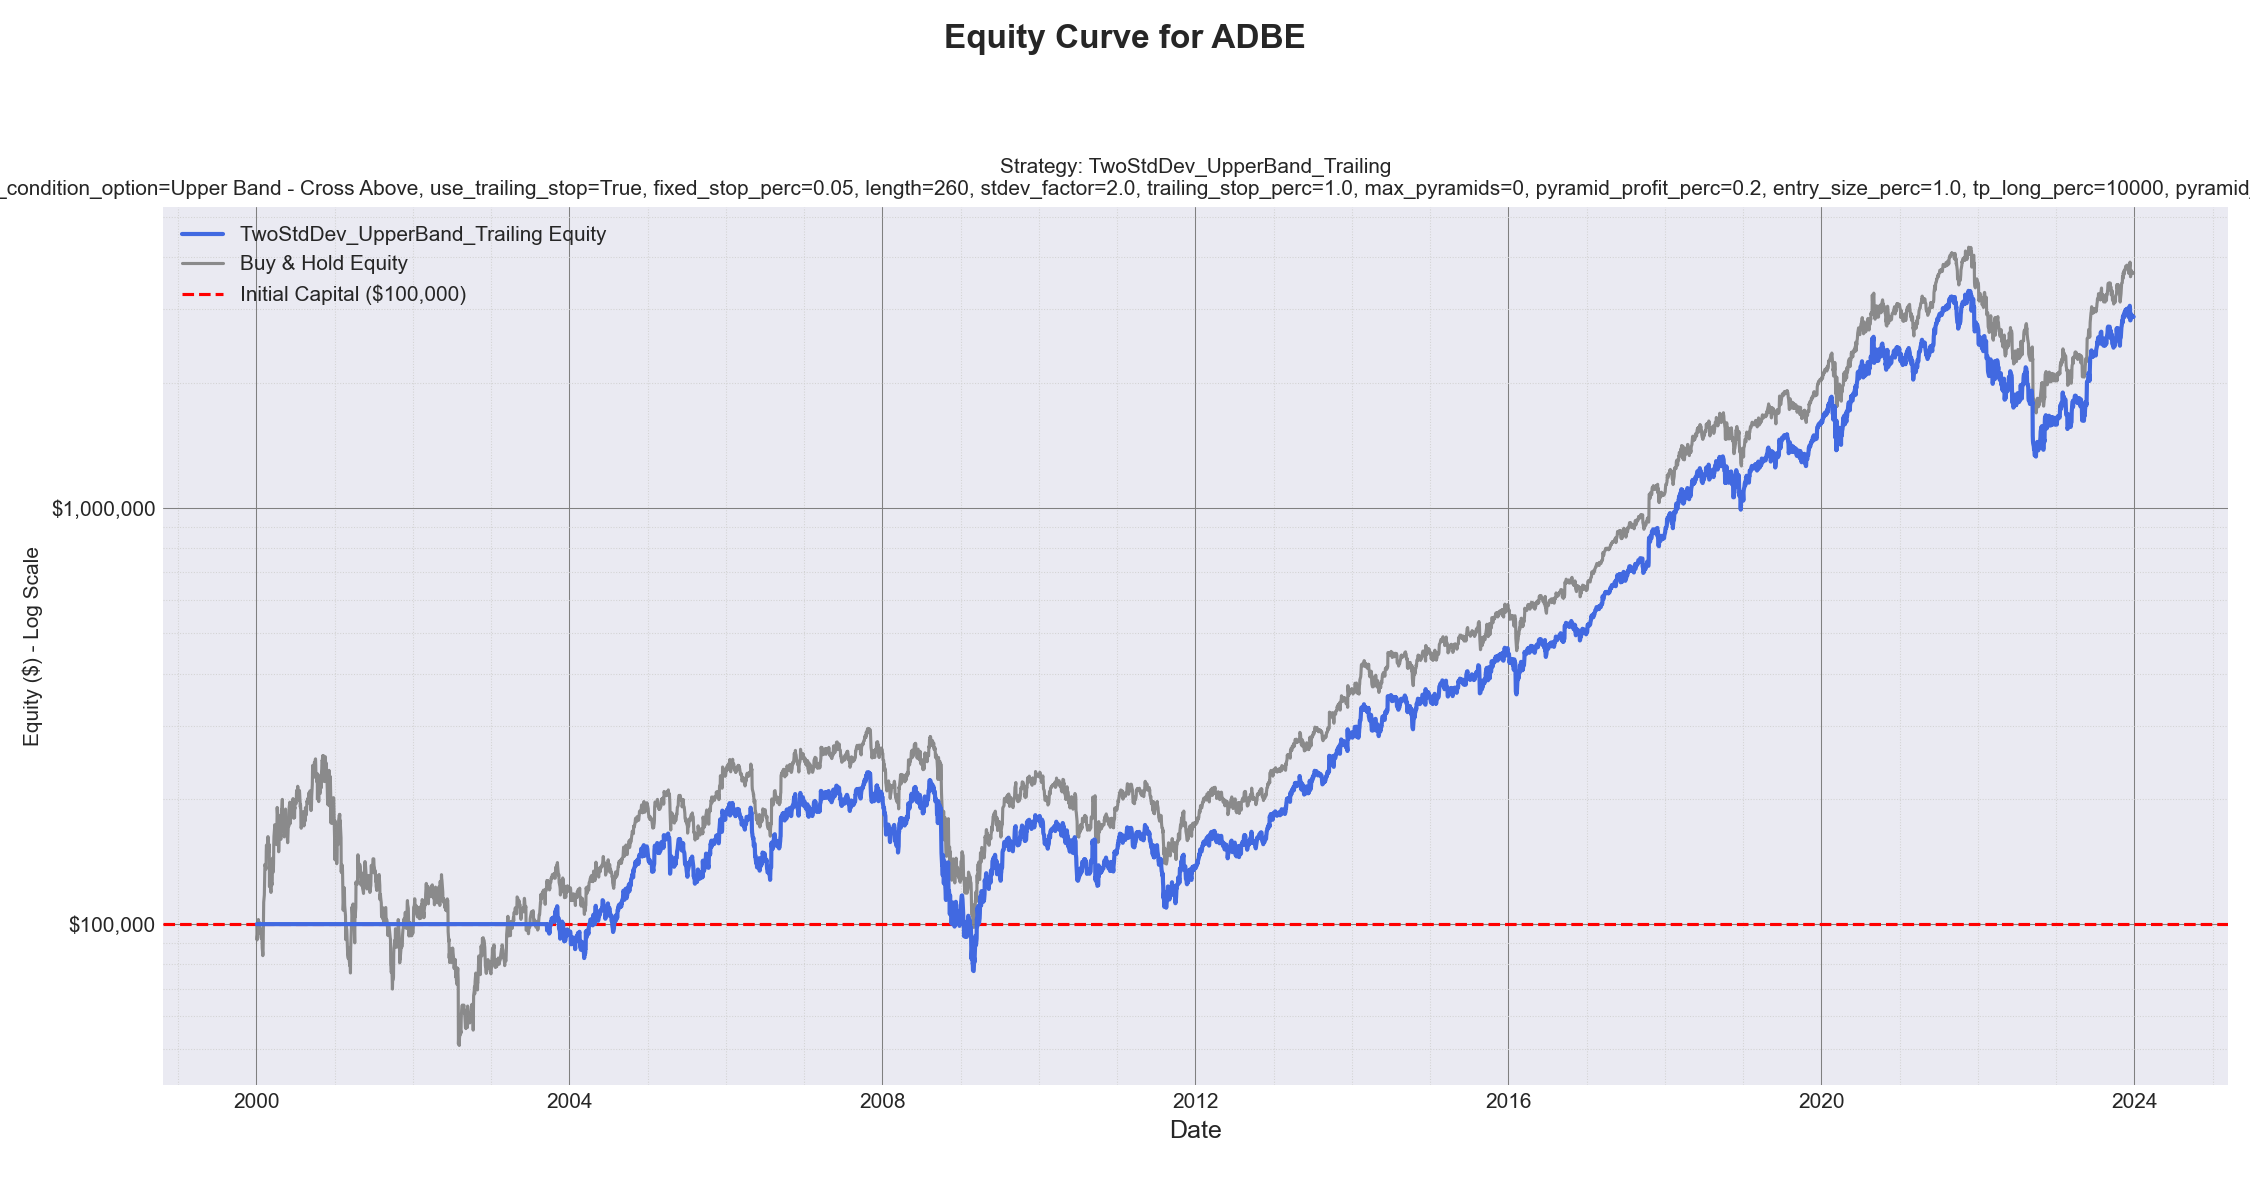 Equity Curve for ADBE
Strategy: TwoStdDev_UpperBand_Trailing
_condition_option=Upper Band - Cross Above, use_trailing_stop=True, fixed_stop_perc=0.05, length=260, stdev_factor=2.0, trailing_stop_perc=1.0, max_pyramids=0, pyramid_profit_perc=0.2, entry_size_perc=1.0, tp_long_perc=10000, pyramid_
TwoStdDev_UpperBand_Trailing Equity
Buy & Hold Equity
Initial Capital ($100,000)
Equity ($) - Log Scale
$1,000,000
$100,000
2000 2004 2008 2012 2016 2020 2024
Date